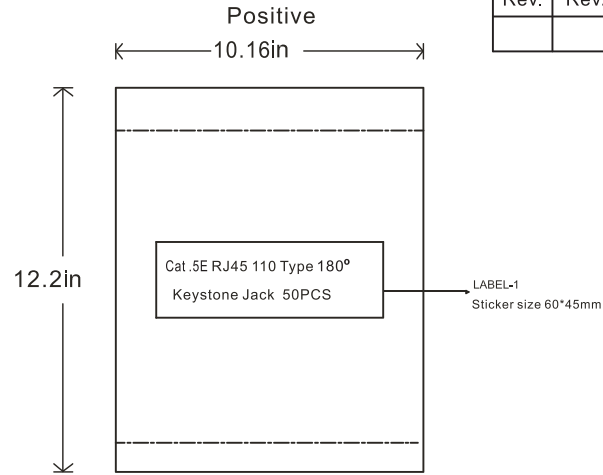 Positive
Rev. Rev.
10.16in
12.2in
Cat.5E RJ45 110 Type 180°
Keystone Jack 50PCS
LABEL-1
Sticker size 60*45mm